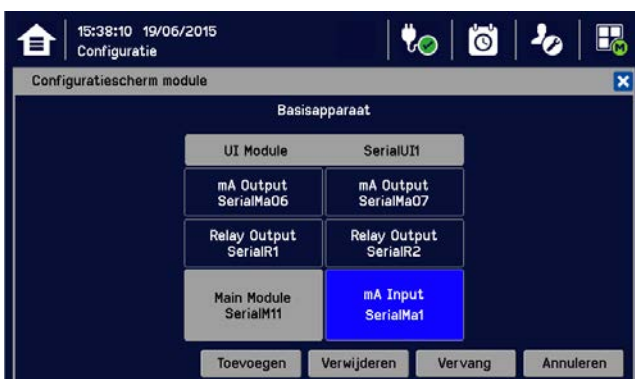 15:38:10 19/06/2015
Configuratie
M
Configuratiescherm module
Basisapparaat
UI Module SerialUI1
mA Output mA Output
SerialMa06 SerialMa07
Relay Output Relay Output
SerialR1 SerialR2
Main Module mA Input
SerialM11 SerialMa1
Toevoegen Verwijderen Vervang Annuleren